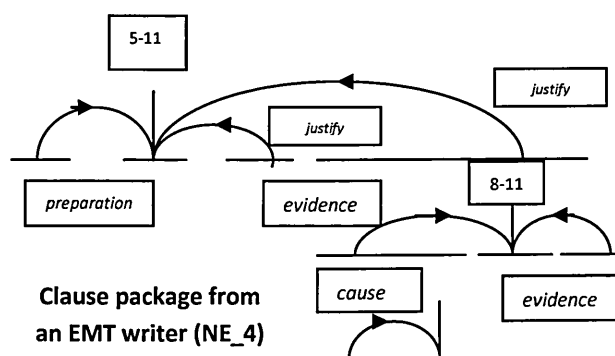 5-11
justify
justify
preparation
evidence
8-11
cause
evidence
Clause package from
an EMT writer (NE_4)